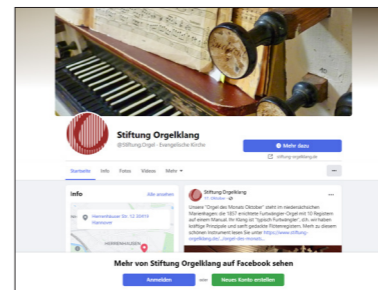 Stiftung Orgelklang
@Stiftung.Orgel · Evangelische Kirche
Mehr dazu
stiftung-orgelklang.de
Startseite Info Fotos Videos Mehr
Info Alle ansehen
Herrenhäuser Str. 12 30419
Hannover
HERRENHAUSEN
Stiftung Orgelklang
11. Oktober
Unsere "Orgel des Monats Oktober" steht im niedersächsischen
Marienhagen: die 1857 errichtete Furtwängler-Orgel mit 10 Registern
auf einem Manual. Ihr Klang ist "typisch Furtwängler", ich: wir haben
kräftige Prinzipale und sanft gedackte Flötenregistern. Mehr zu diesem
schönen Instrument lesen Sie unter https://www.stiftung-
orgelklang.de/.../orgel-des-monats...
Mehr von Stiftung Orgelklang auf Facebook sehen
Anmelden oder Neues Konto erstellen